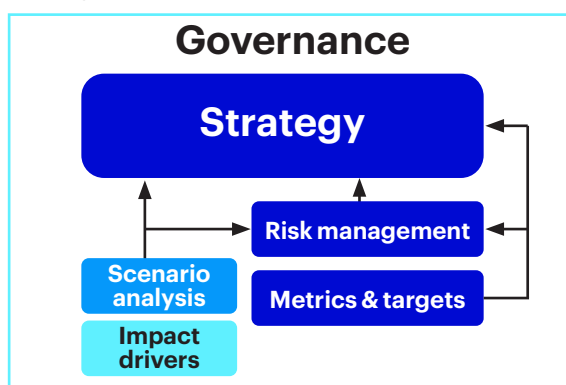 Governance
Strategy
Risk management
Scenario
analysis
Metrics & targets
Impact
drivers